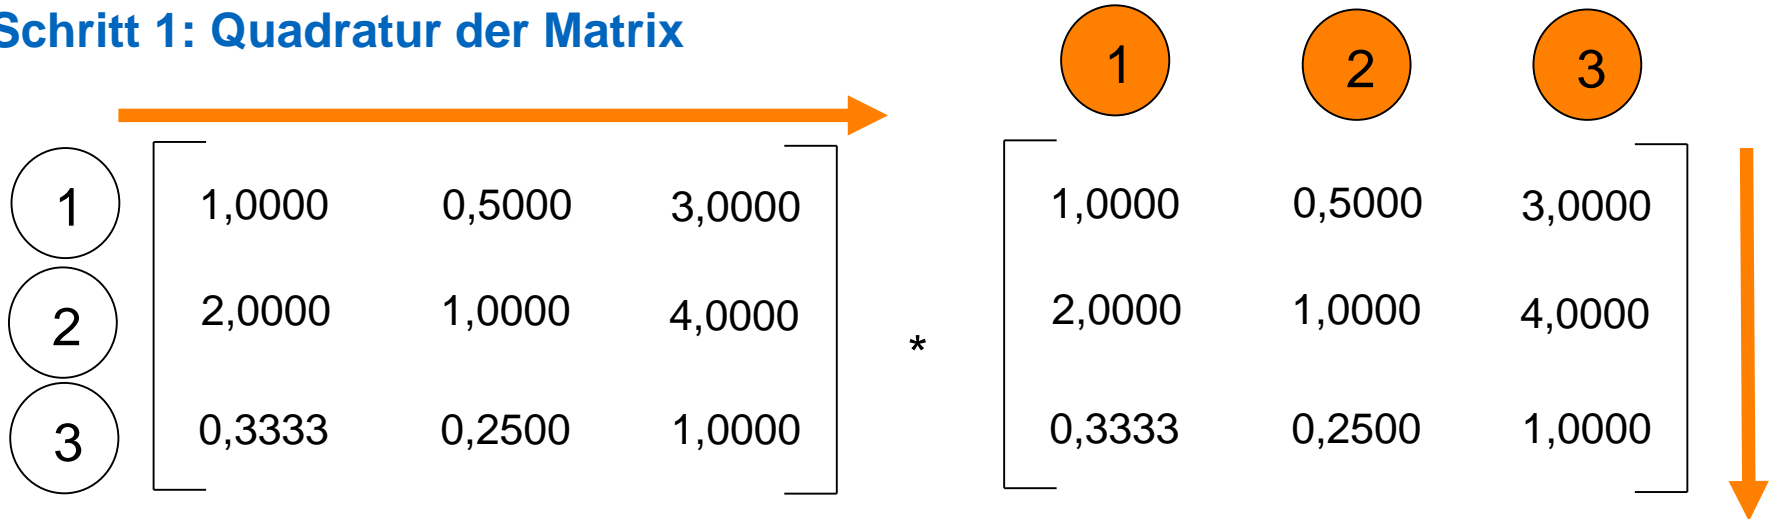 Schritt 1: Quadratur der Matrix
1 2 3
1 1,0000 0,5000 3,0000 1,0000 0,5000 3,0000
2 2,0000 1,0000 4,0000 * 2,0000 1,0000 4,0000
3 0,3333 0,2500 1,0000 0,3333 0,2500 1,0000